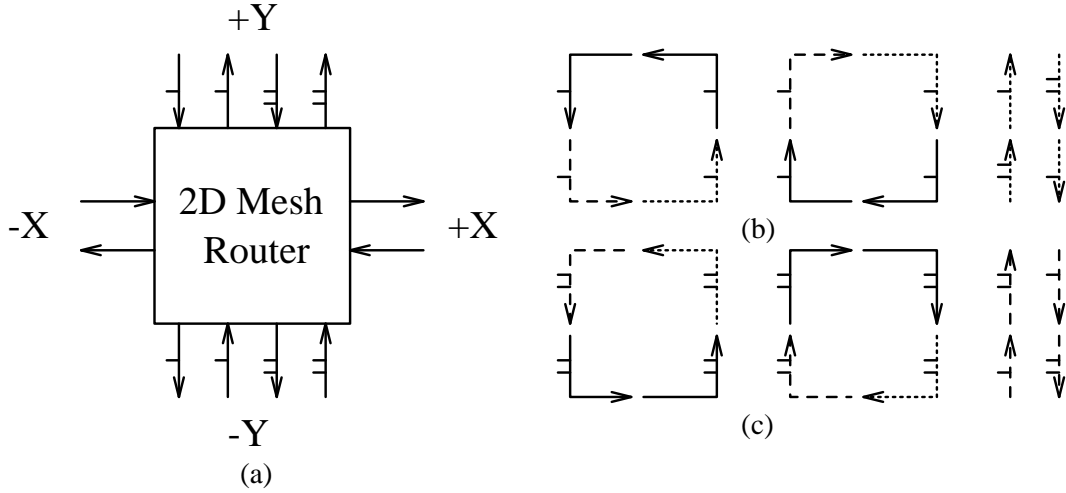 +Y
2D Mesh
Router
-X
+X
-Y
(a)
(b)
(c)